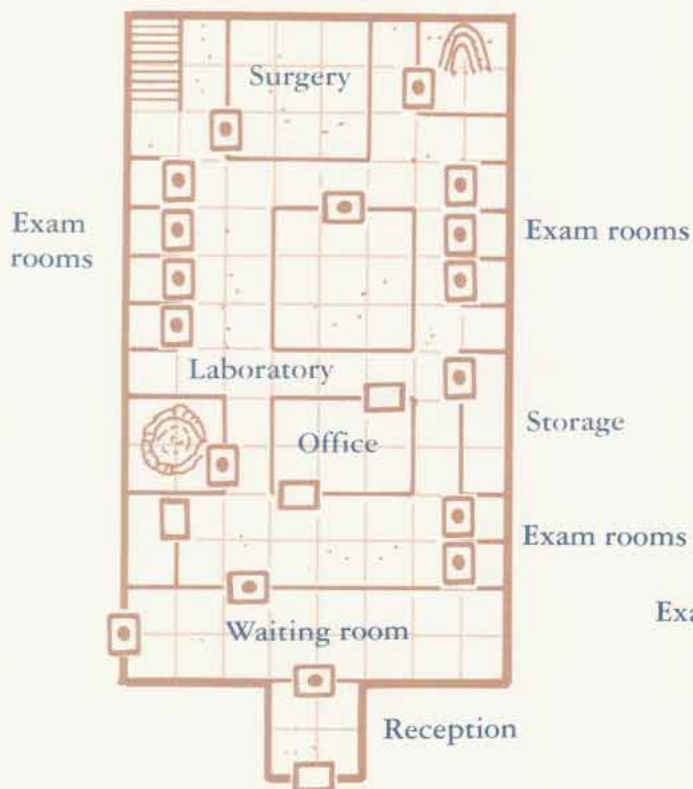 Surgery
Exam
rooms
Exam rooms
Laboratory
Office
Storage
Exam rooms
Waiting room
Reception